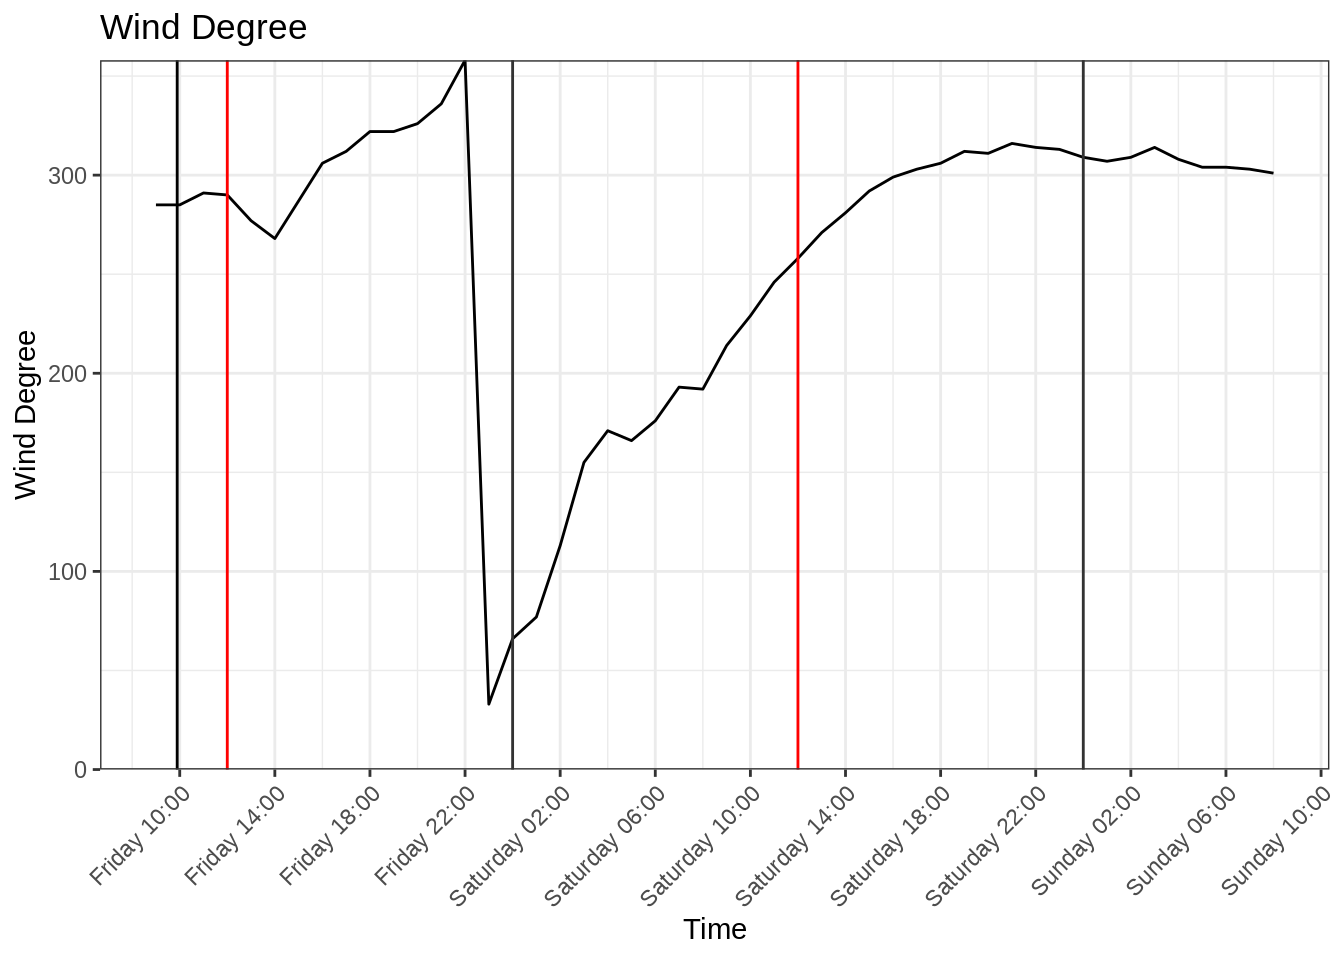 Wind Degree
Wind Degree
300
200
100
0
Friday 10:00
Friday 14:00
Friday 18:00
Friday 22:00
Saturday 02:00
Saturday 06:00
Saturday 10:00
Saturday 14:00
Saturday 18:00
Saturday 22:00
Sunday 02:00
Sunday 06:00
Sunday 10:00
Time